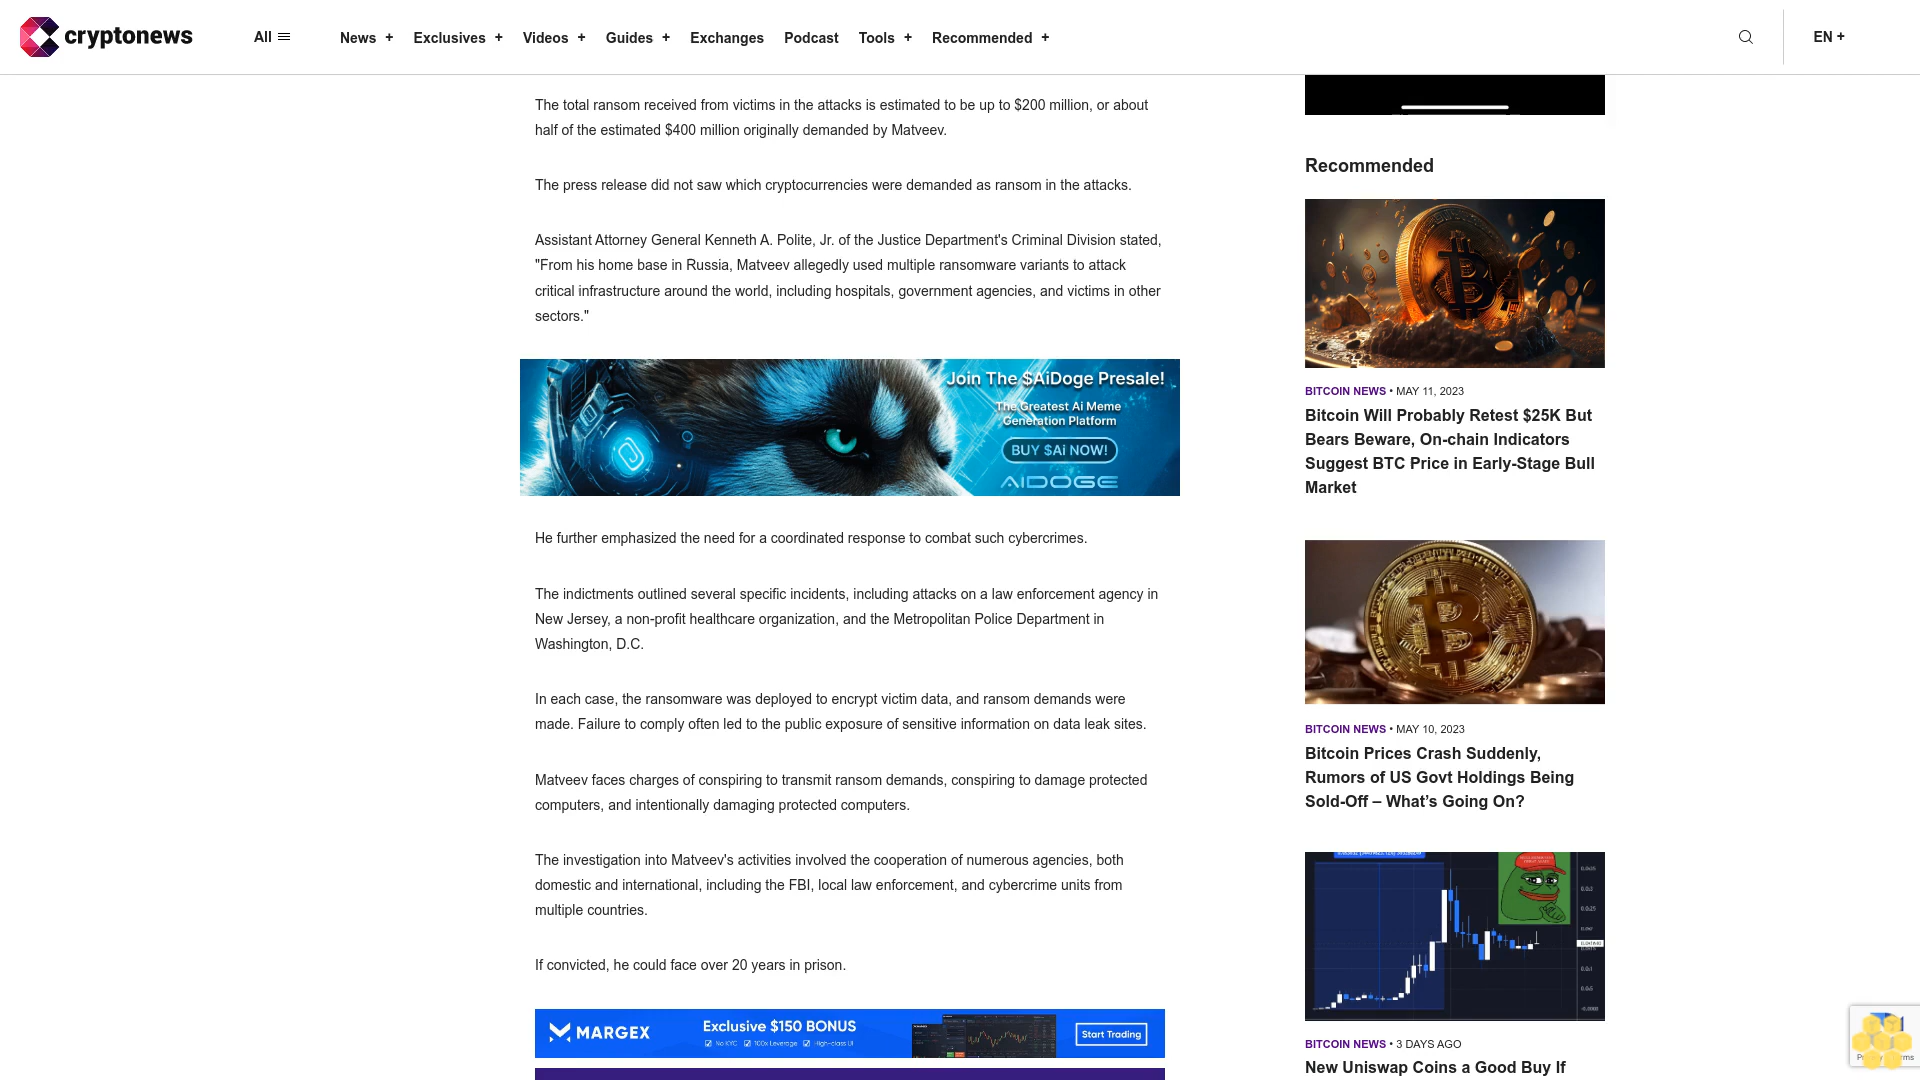 cryptonews
All
News +
Exclusives +
Videos +
Guides +
Exchanges
Podcast
Tools +
Recommended +
EN +
The total ransom received from victims in the attacks is estimated to be up to $200 million, or about
half of the estimated $400 million originally demanded by Matveev.
The press release did not saw which cryptocurrencies were demanded as ransom in the attacks.
Assistant Attorney General Kenneth A. Polite, Jr. of the Justice Department's Criminal Division stated,
"From his home base in Russia, Matveev allegedly used multiple ransomware variants to attack
critical infrastructure around the world, including hospitals, government agencies, and victims in other
sectors."
Join The $AiDoge Presale!
The Greatest Ai Meme
Generation Platform
BUY $Ai NOW!
AIDOGE
He further emphasized the need for a coordinated response to combat such cybercrimes.
The indictments outlined several specific incidents, including attacks on a law enforcement agency in
New Jersey, a non-profit healthcare organization, and the Metropolitan Police Department in
Washington, D.C.
In each case, the ransomware was deployed to encrypt victim data, and ransom demands were
made. Failure to comply often led to the public exposure of sensitive information on data leak sites.
Matveev faces charges of conspiring to transmit ransom demands, conspiring to damage protected
computers, and intentionally damaging protected computers.
The investigation into Matveev's activities involved the cooperation of numerous agencies, both
domestic and international, including the FBI, local law enforcement, and cybercrime units from
multiple countries.
If convicted, he could face over 20 years in prison.
MARGEX
Exclusive $150 BONUS
No KYC
100x Leverage
High-class UI
Start Trading
Recommended
BITCOIN NEWS • MAY 11, 2023
Bitcoin Will Probably Retest $25K But
Bears Beware, On-chain Indicators
Suggest BTC Price in Early-Stage Bull
Market
BITCOIN NEWS • MAY 10, 2023
Bitcoin Prices Crash Suddenly,
Rumors of US Govt Holdings Being
Sold-Off – What's Going On?
BITCOIN NEWS • 3 DAYS AGO
New Uniswap Coins a Good Buy If